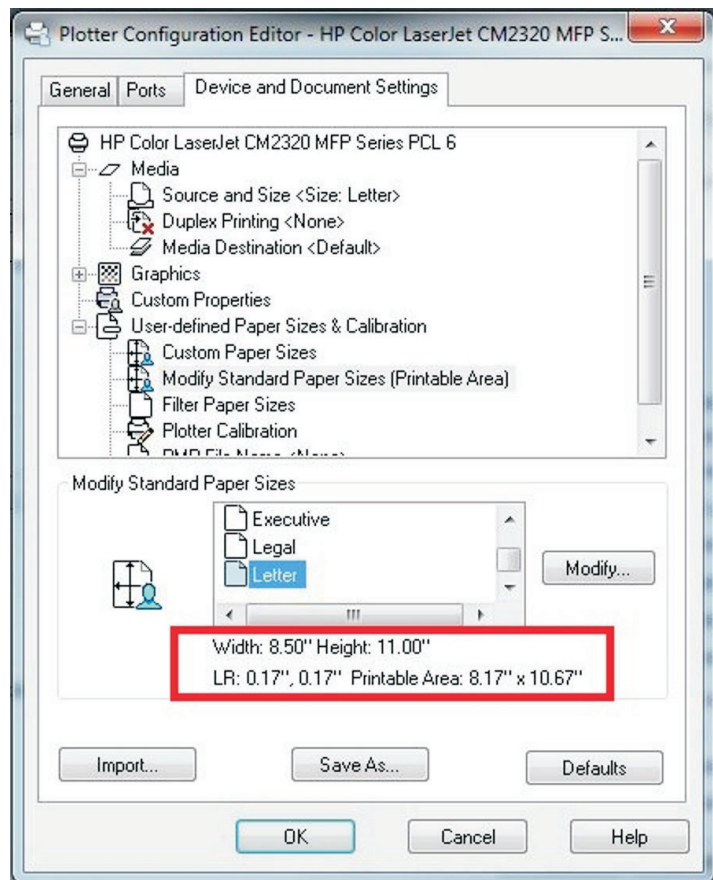 Plotter Configuration Editor - HP Color LaserJet CM2320 MFP S...
General Ports Device and Document Settings
HP Color LaserJet CM2320 MFP Series PCL 6
Media
Source and Size <Size: Letter>
Duplex Printing <None>
Media Destination <Default>
Graphics
Custom Properties
User-defined Paper Sizes & Calibration
Custom Paper Sizes
Modify Standard Paper Sizes (Printable Area)
Filter Paper Sizes
Plotter Calibration
PMP File Name <None>
Modify Standard Paper Sizes
Executive
Legal
Letter
Modify...
Width: 8.50'' Height: 11.00''
LR: 0.17'', 0.17'' Printable Area: 8.17'' x 10.67''
Import... Save As... Defaults
OK Cancel Help